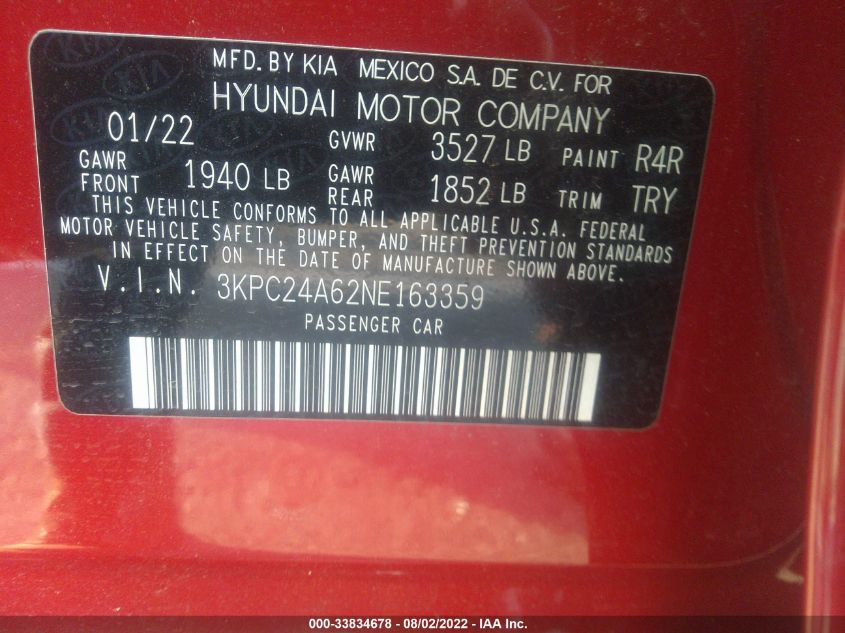 MFD. BY KIA MEXICO S.A. DE C.V. FOR
HYUNDAI MOTOR COMPANY
01/22 GVWR 3527 LB PAINT R4R
GAWR FRONT 1940 LB GAWR REAR 1852 LB TRIM TRY
THIS VEHICLE CONFORMS TO ALL APPLICABLE U.S.A. FEDERAL
MOTOR VEHICLE SAFETY, BUMPER, AND THEFT PREVENTION STANDARDS
IN EFFECT ON THE DATE OF MANUFACTURE SHOWN ABOVE.
V.I.N. 3KPC24A62NE163359
PASSENGER CAR
000-33834678 - 08/02/2022 - IAA Inc.